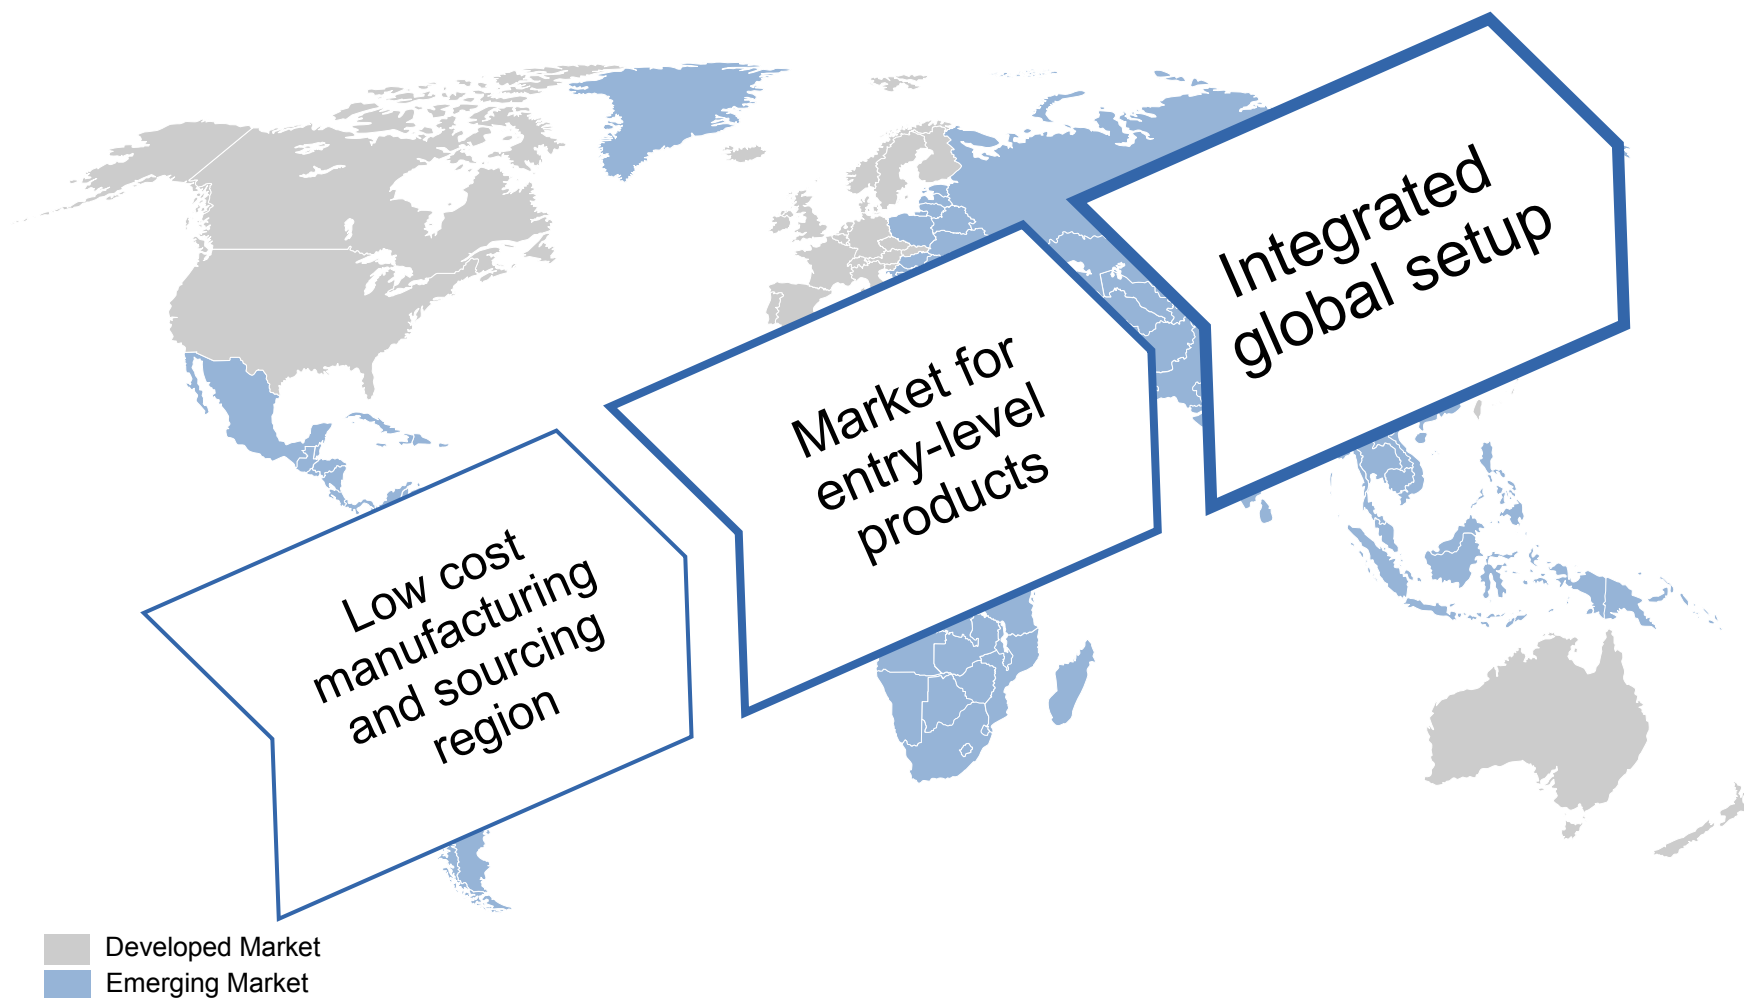 Low cost
manufacturing
and sourcing
region
Market for
entry-level
products
Integrated
global setup
Developed Market
Emerging Market